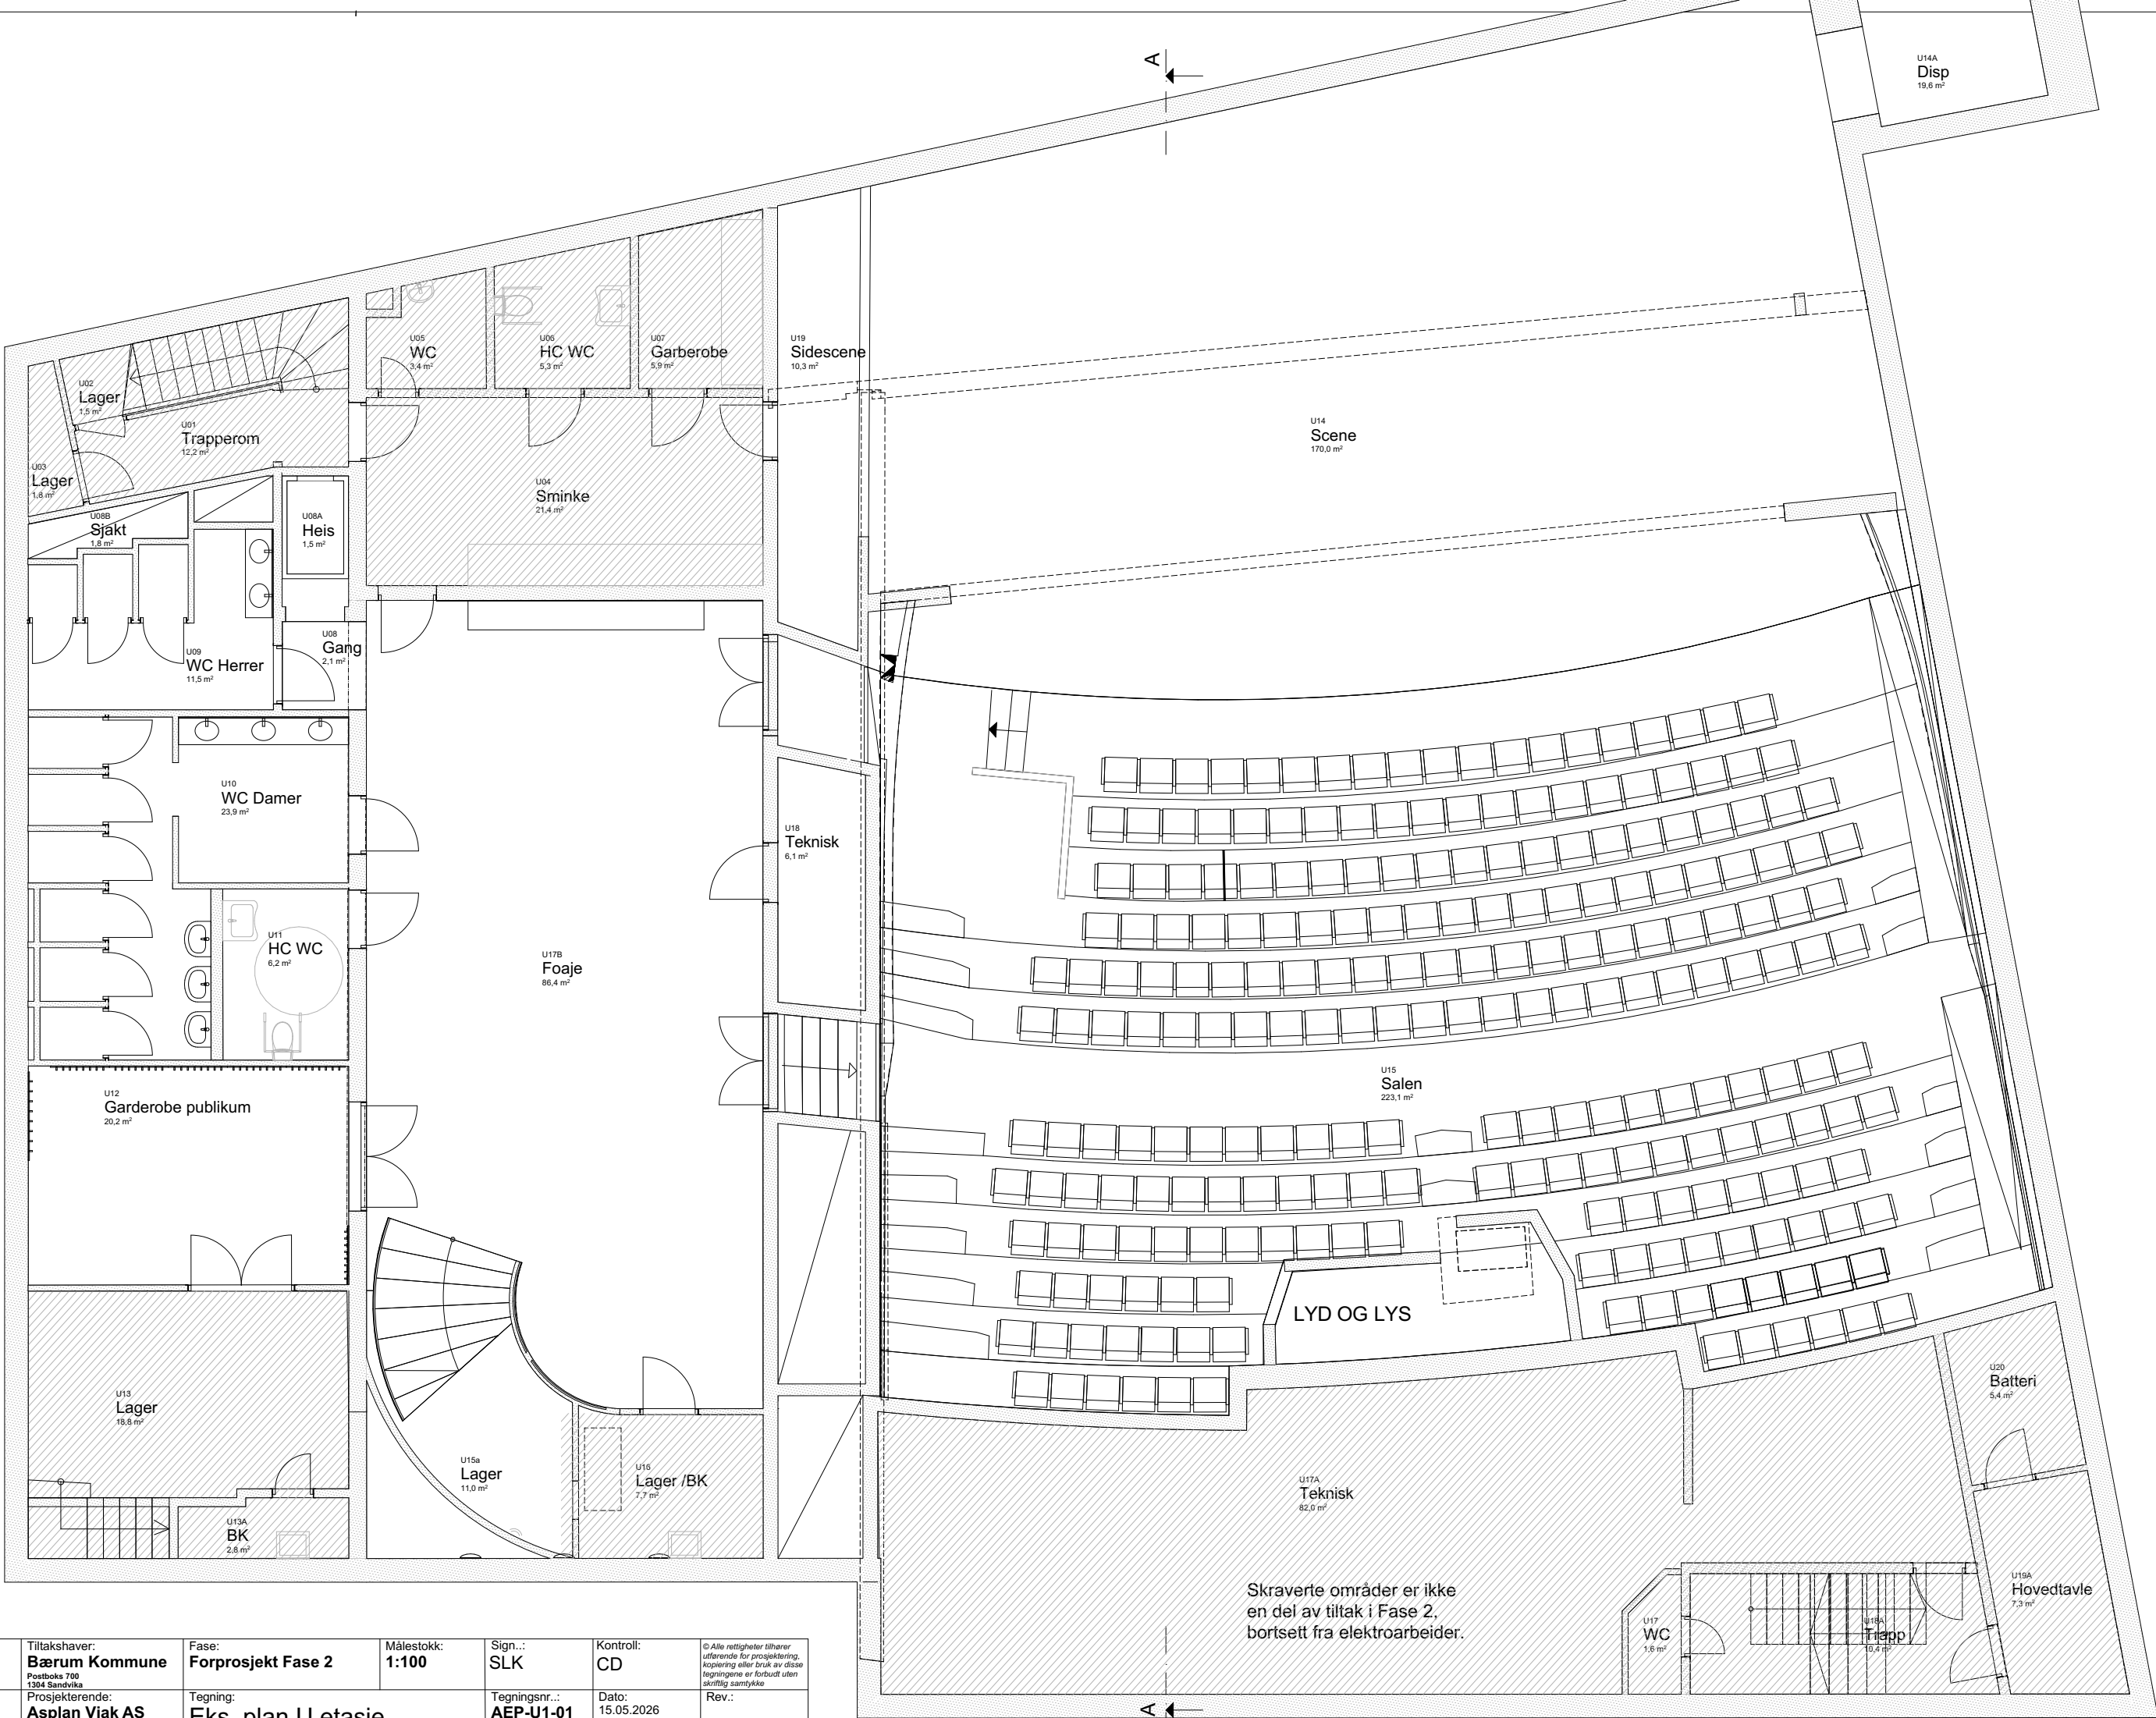 A
U14A
Disp
19,6 m²
U05
WC
3,4 m²
U06
HC WC
5,3 m²
U07
Garberobe
5,9 m²
U19
Sidescene
10,3 m²
U02
Lager
1,5 m²
U01
Trapperom
12,2 m²
U03
Lager
1,8 m²
U14
Scene
170,0 m²
U04
Sminke
21,4 m²
U08B
Sjakt
1,8 m²
U08A
Heis
1,5 m²
U08
Gang
2,1 m²
U09
WC Herrer
11,5 m²
U10
WC Damer
23,9 m²
U18
Teknisk
6,1 m²
U11
HC WC
6,2 m²
U17B
Foaje
86,4 m²
U15
Salen
223,1 m²
U12
Garderobe publikum
20,2 m²
LYD OG LYS
U13
Lager
18,8 m²
U20
Batteri
5,4 m²
U15a
Lager
11,0 m²
U16
Lager /BK
7,7 m²
U17A
Teknisk
82,0 m²
U13A
BK
2,8 m²
Skraverte områder er ikke
en del av tiltak i Fase 2,
bortsett fra elektroarbeider.
U19A
Hovedtavle
7,3 m²
U17
WC
1,6 m²
U18A
Trapp
10,4 m²
Tiltakshaver:
Bærum Kommune
Postboks 700
1304 Sandvika
Fase:
Forprosjekt Fase 2
Målestokk:
1:100
Sign..:
SLK
Kontroll:
CD
© Alle rettigheter tilhører
utførende for prosjektering,
kopiering eller bruk av disse
tegningene er forbudt uten
skriftlig samtykke
Prosjekterende:
Asplan Viak AS
Tegning:
Eks. plan U.etasje
Tegningsnr..:
AEP-U1-01
Dato:
15.05.2026
Rev.:
A